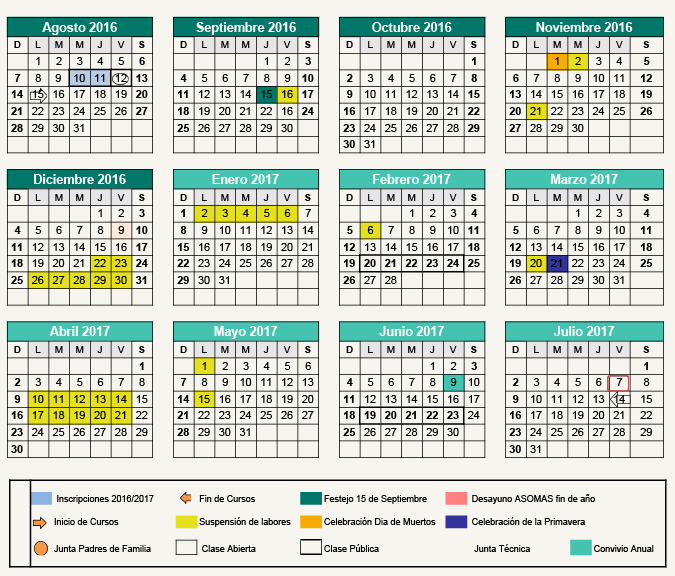 Agosto 2016
D L M M J V S
1 2 3 4 5 6
7 8 9 10 11 12 13
14 15 16 17 18 19 20
21 22 23 24 25 26 27
28 29 30 31
Septiembre 2016
D L M M J V S
1 2 3
4 5 6 7 8 9 10
11 12 13 14 15 16 17
18 19 20 21 22 23 24
25 26 27 28 29 30
Octubre 2016
D L M M J V S
1
2 3 4 5 6 7 8
9 10 11 12 13 14 15
16 17 18 19 20 21 22
23 24 25 26 27 28 29
30 31
Noviembre 2016
D L M M J V S
1 2 3 4 5
6 7 8 9 10 11 12
13 14 15 16 17 18 19
20 21 22 23 24 25 26
27 28 29 30
Diciembre 2016
D L M M J V S
1 2 3
4 5 6 7 8 9 10
11 12 13 14 15 16 17
18 19 20 21 22 23 24
25 26 27 28 29 30 31
Enero 2017
D L M M J V S
1 2 3 4 5 6 7
8 9 10 11 12 13 14
15 16 17 18 19 20 21
22 23 24 25 26 27 28
29 30 31
Febrero 2017
D L M M J V S
1 2 3 4
5 6 7 8 9 10 11
12 13 14 15 16 17 18
19 20 21 22 23 24 25
26 27 28
Marzo 2017
D L M M J V S
1 2 3 4
5 6 7 8 9 10 11
12 13 14 15 16 17 18
19 20 21 22 23 24 25
26 27 28 29 30 31
Abril 2017
D L M M J V S
1
2 3 4 5 6 7 8
9 10 11 12 13 14 15
16 17 18 19 20 21 22
23 24 25 26 27 28 29
30
Mayo 2017
D L M M J V S
1 2 3 4 5 6
7 8 9 10 11 12 13
14 15 16 17 18 19 20
21 22 23 24 25 26 27
28 29 30 31
Junio 2017
D L M M J V S
1 2 3
4 5 6 7 8 9 10
11 12 13 14 15 16 17
18 19 20 21 22 23 24
25 26 27 28 29 30
Julio 2017
D L M M J V S
1
2 3 4 5 6 7 8
9 10 11 12 13 14 15
16 17 18 19 20 21 22
23 24 25 26 27 28 29
30
Inscripciones 2016/2017 Fin de Cursos Festejo 15 de Septiembre Desayuno ASOMAS fin de año
Inicio de Cursos Suspensión de labores Celebración Dia de Muertos Celebración de la Primavera
Junta Padres de Familia Clase Abierta Clase Pública Junta Técnica Convivio Anual